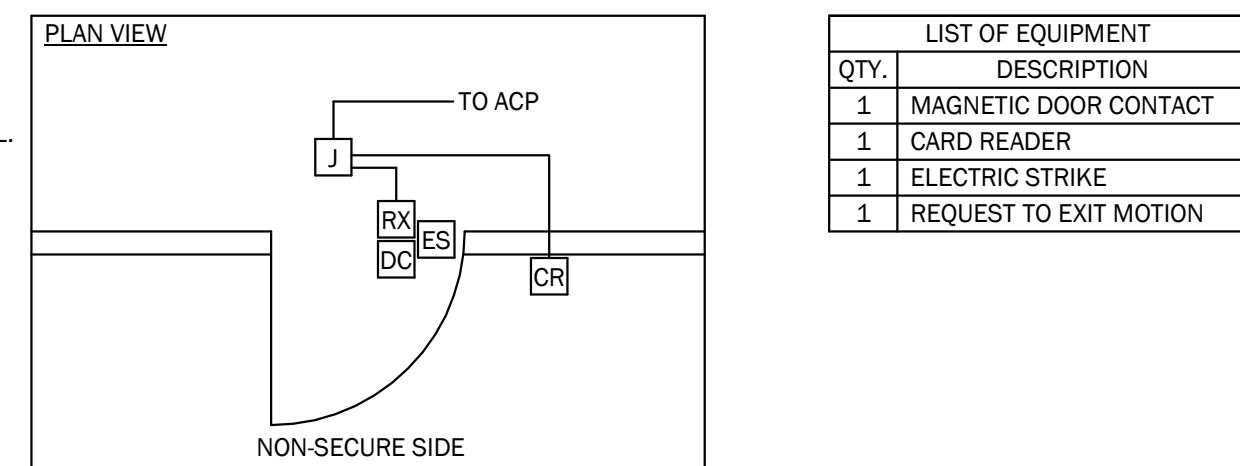 PLAN VIEW
TO ACP
J
RX
ES
DC
CR
NON-SECURE SIDE
LIST OF EQUIPMENT
QTY. DESCRIPTION
1 MAGNETIC DOOR CONTACT
1 CARD READER
1 ELECTRIC STRIKE
1 REQUEST TO EXIT MOTION